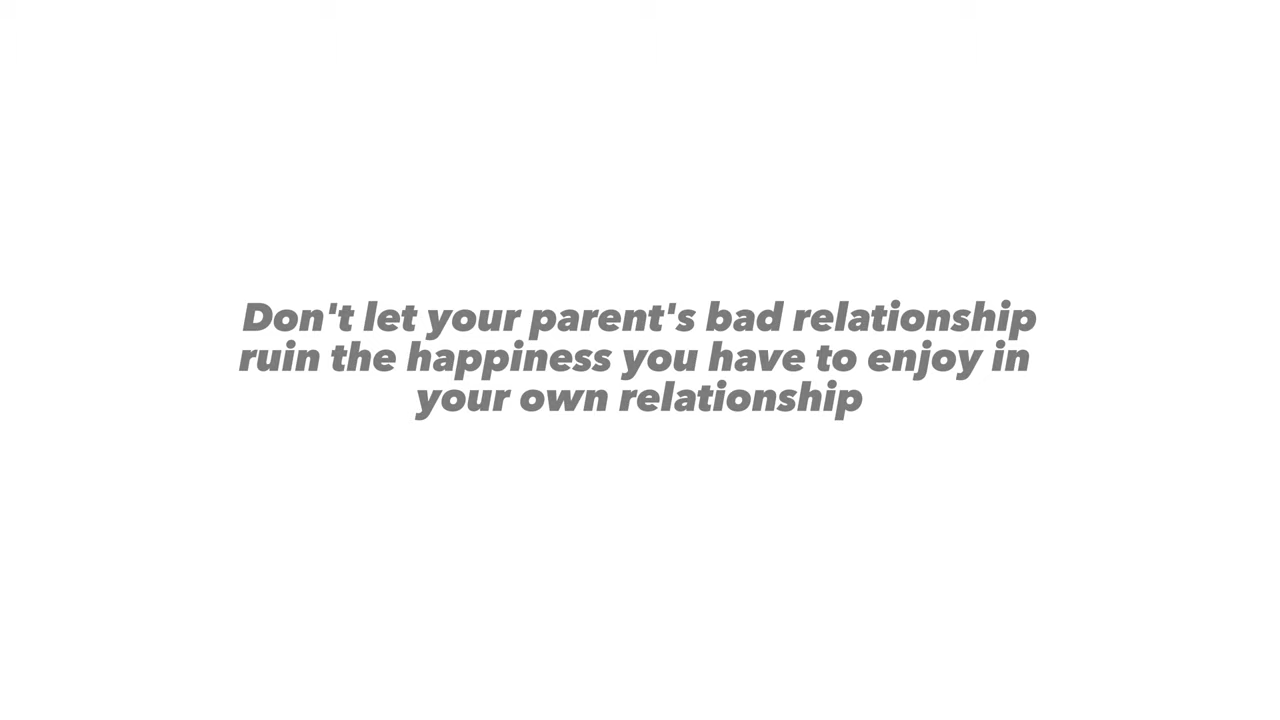 Don't let your parent's bad relationship
ruin the happiness you have to enjoy in
your own relationship